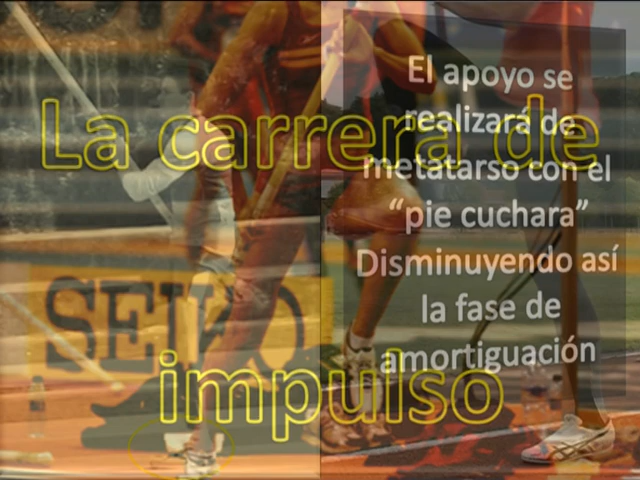 La carrera de
impulso
El apoyo se
realizará de
metatarso con el
“pie cuchara”
Disminuyendo así
la fase de
amortiguación
SEIKO